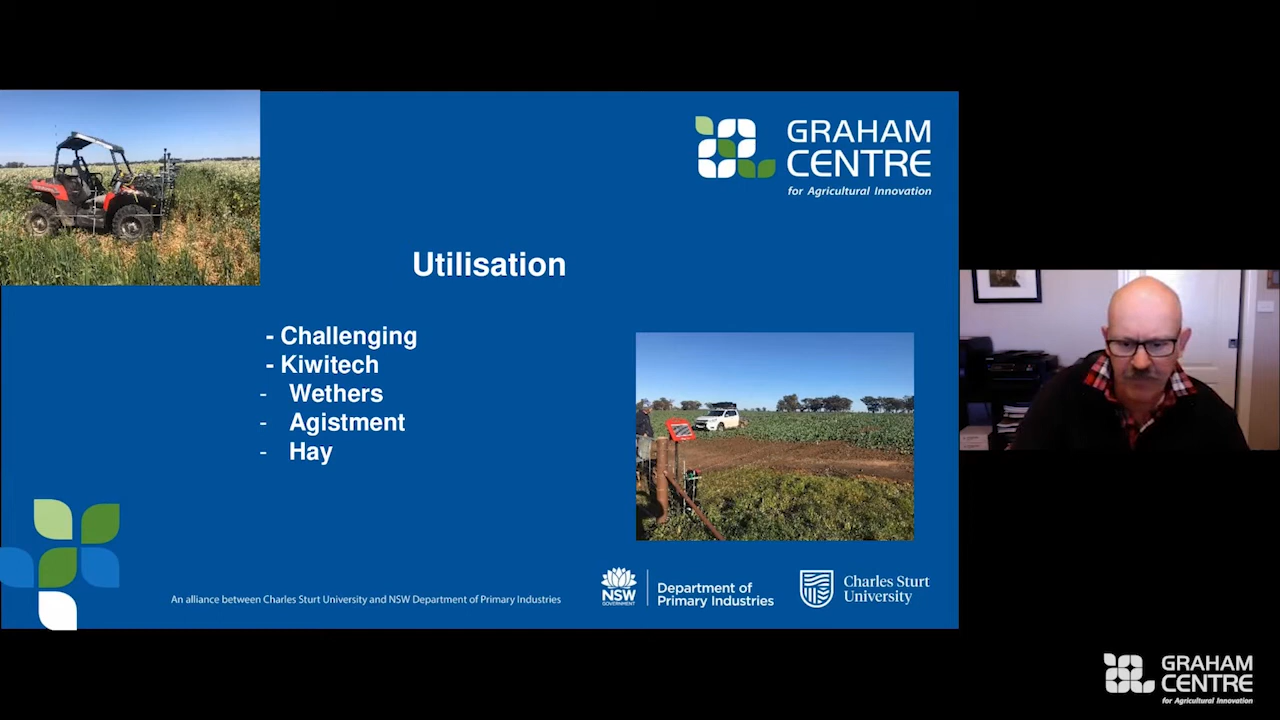 GRAHAM
CENTRE
for Agricultural Innovation
Utilisation
- Challenging
- Kiwitech
- Wethers
- Agistment
- Hay
An alliance between Charles Sturt University and NSW Department of Primary Industries
NSW
GOVERNMENT
Department of
Primary Industries
Charles Sturt
University
GRAHAM
CENTRE
for Agricultural Innovation